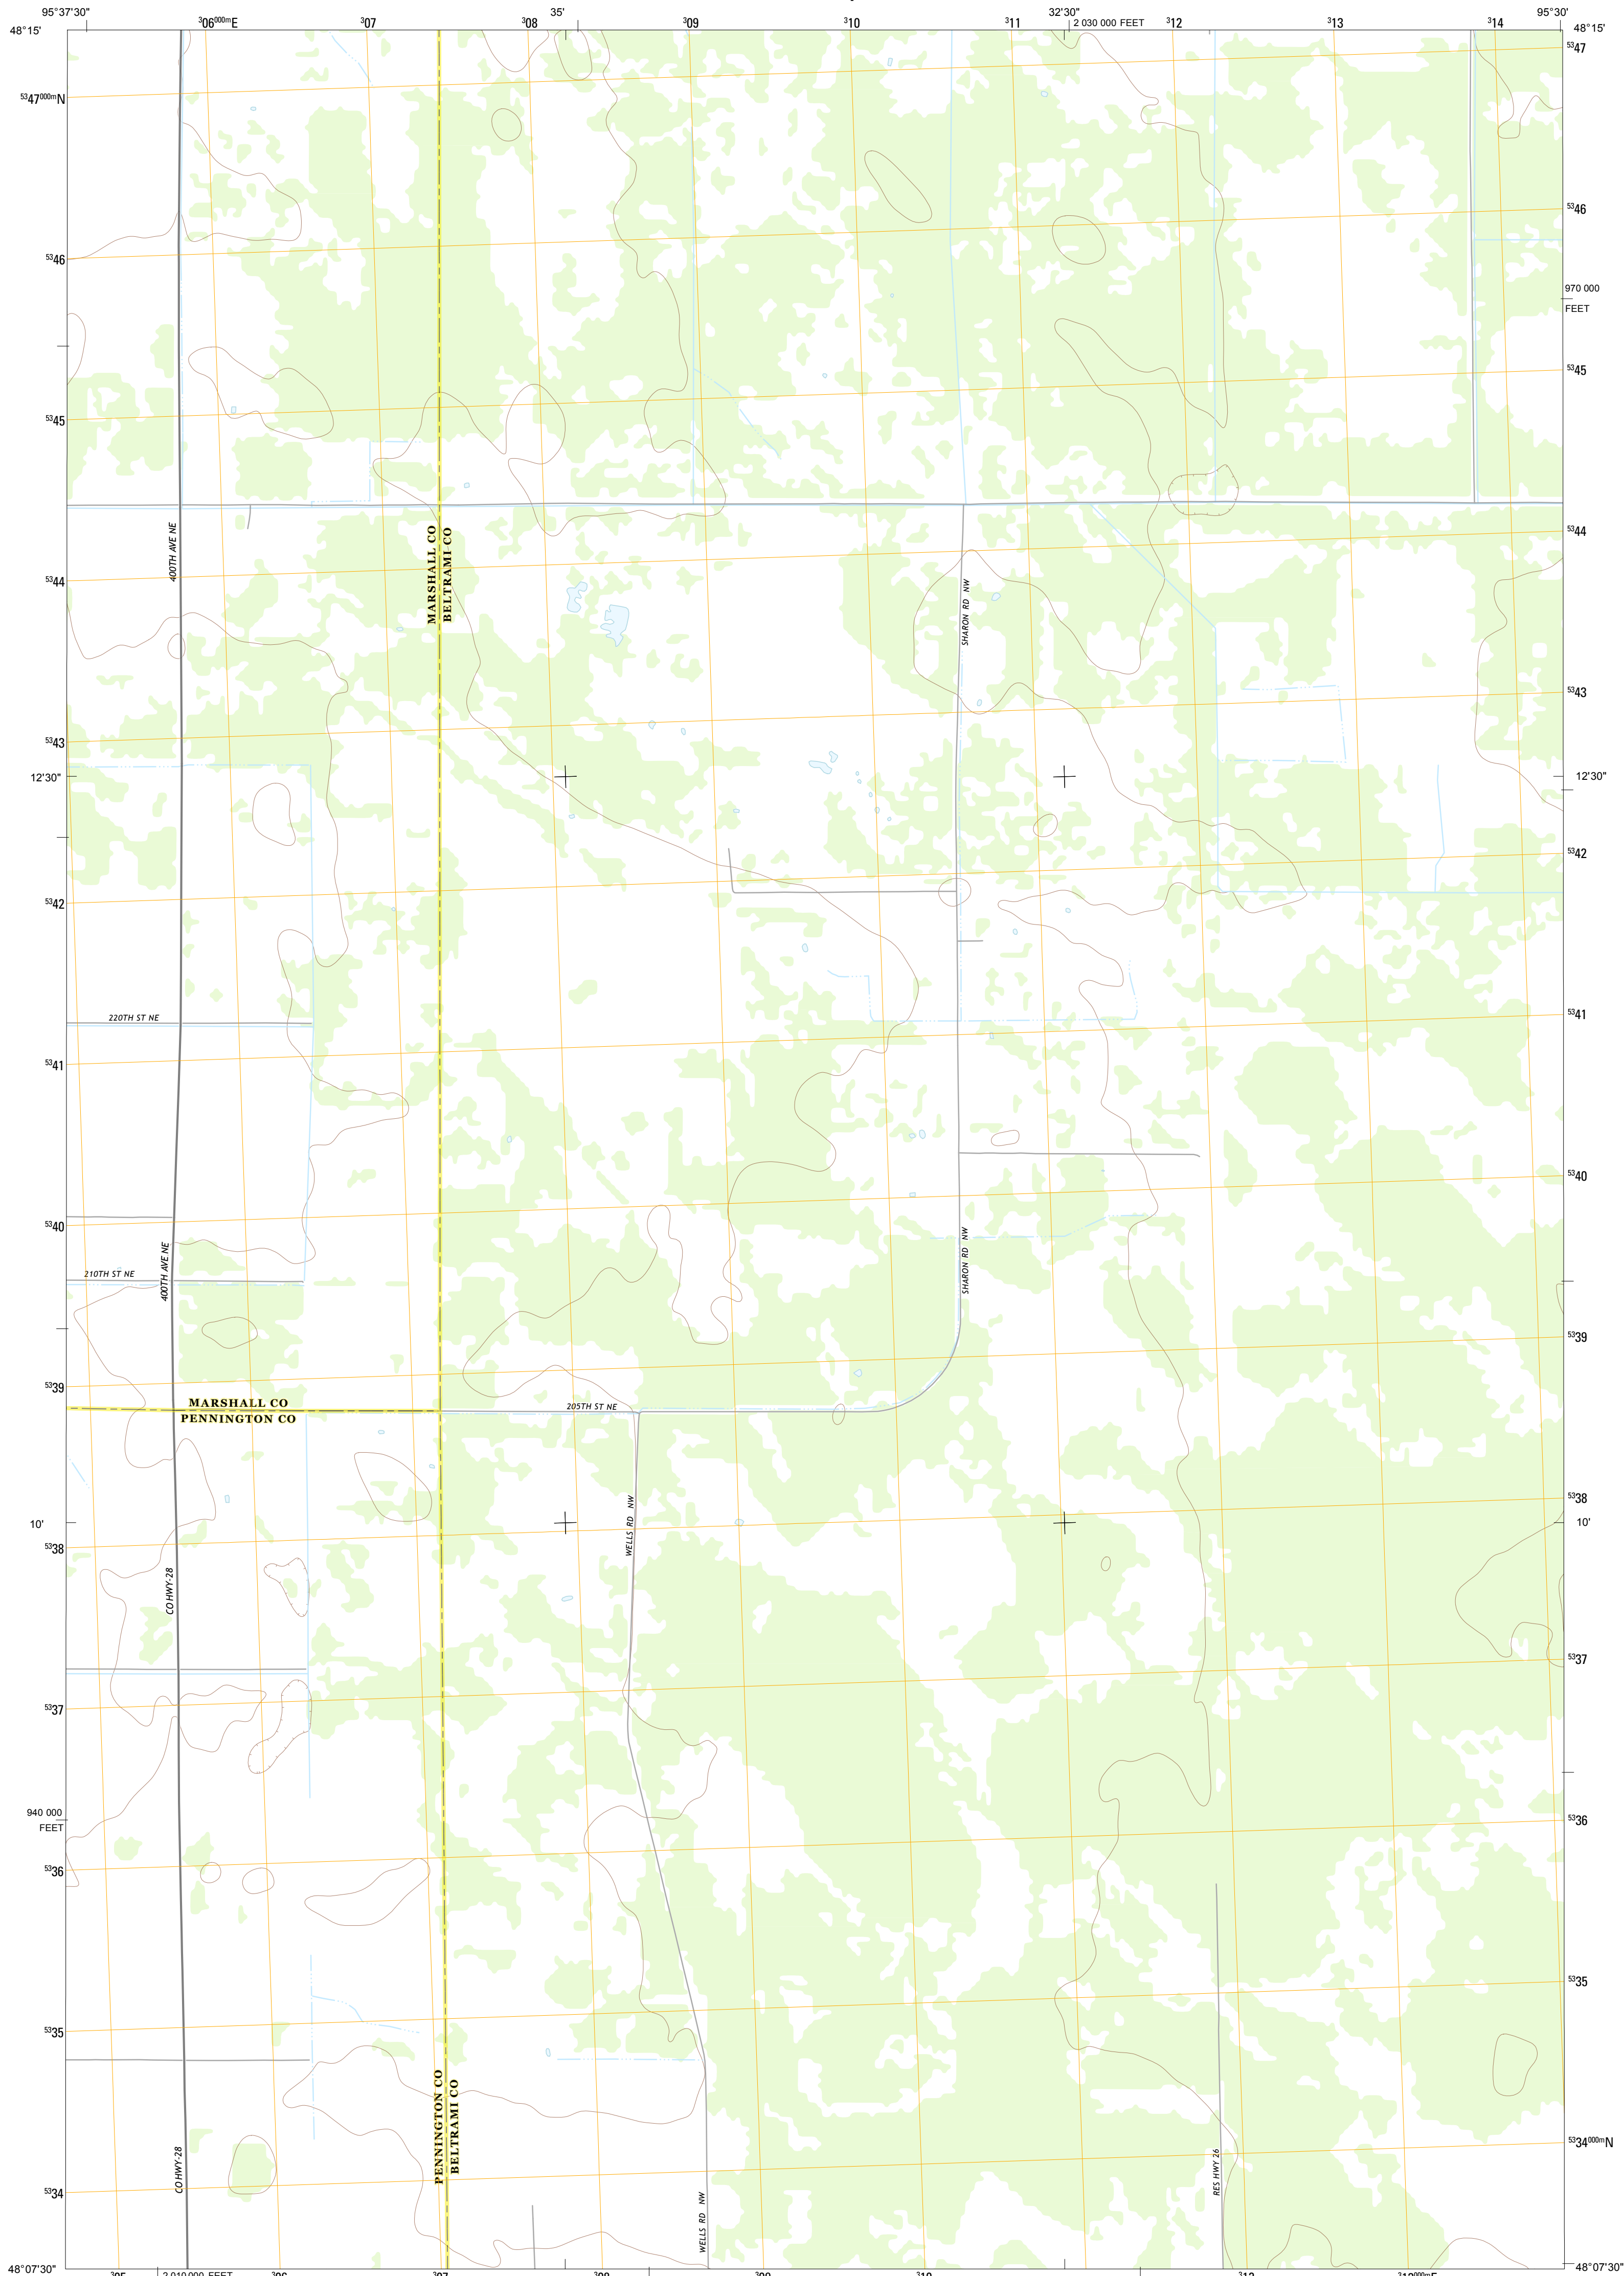 95°37'30" ³06⁰⁰⁰ᵐE ³07 ³08 35' ³09 ³10 ³11 32'30" 2 030 000 FEET ³12 ³13 ³14 95°30'
48°15' 48°15'
⁵³47
⁵³47⁰⁰⁰ᵐN
⁵³46
⁵³46
970 000
FEET
⁵³45
⁵³45
400TH AVE NE
MARSHALL CO
BELTRAMI CO
⁵³44
⁵³44
SHARON RD NW
⁵³43
⁵³43
12'30" 12'30"
⁵³42
⁵³42
220TH ST NE
⁵³41
⁵³41
⁵³40
⁵³40
400TH AVE NE
SHARON RD NW
210TH ST NE
⁵³39
⁵³39
MARSHALL CO
PENNINGTON CO
205TH ST NE
⁵³38
10' 10'
WELLS RD NW
⁵³38
CO HWY-28
⁵³37
⁵³37
940 000
FEET
⁵³36
⁵³36
⁵³35
⁵³35
PENNINGTON CO
BELTRAMI CO
⁵³34⁰⁰⁰ᵐN
CO HWY-28
RES HWY 26
⁵³34
WELLS RD NW
48°07'30" 48°07'30"